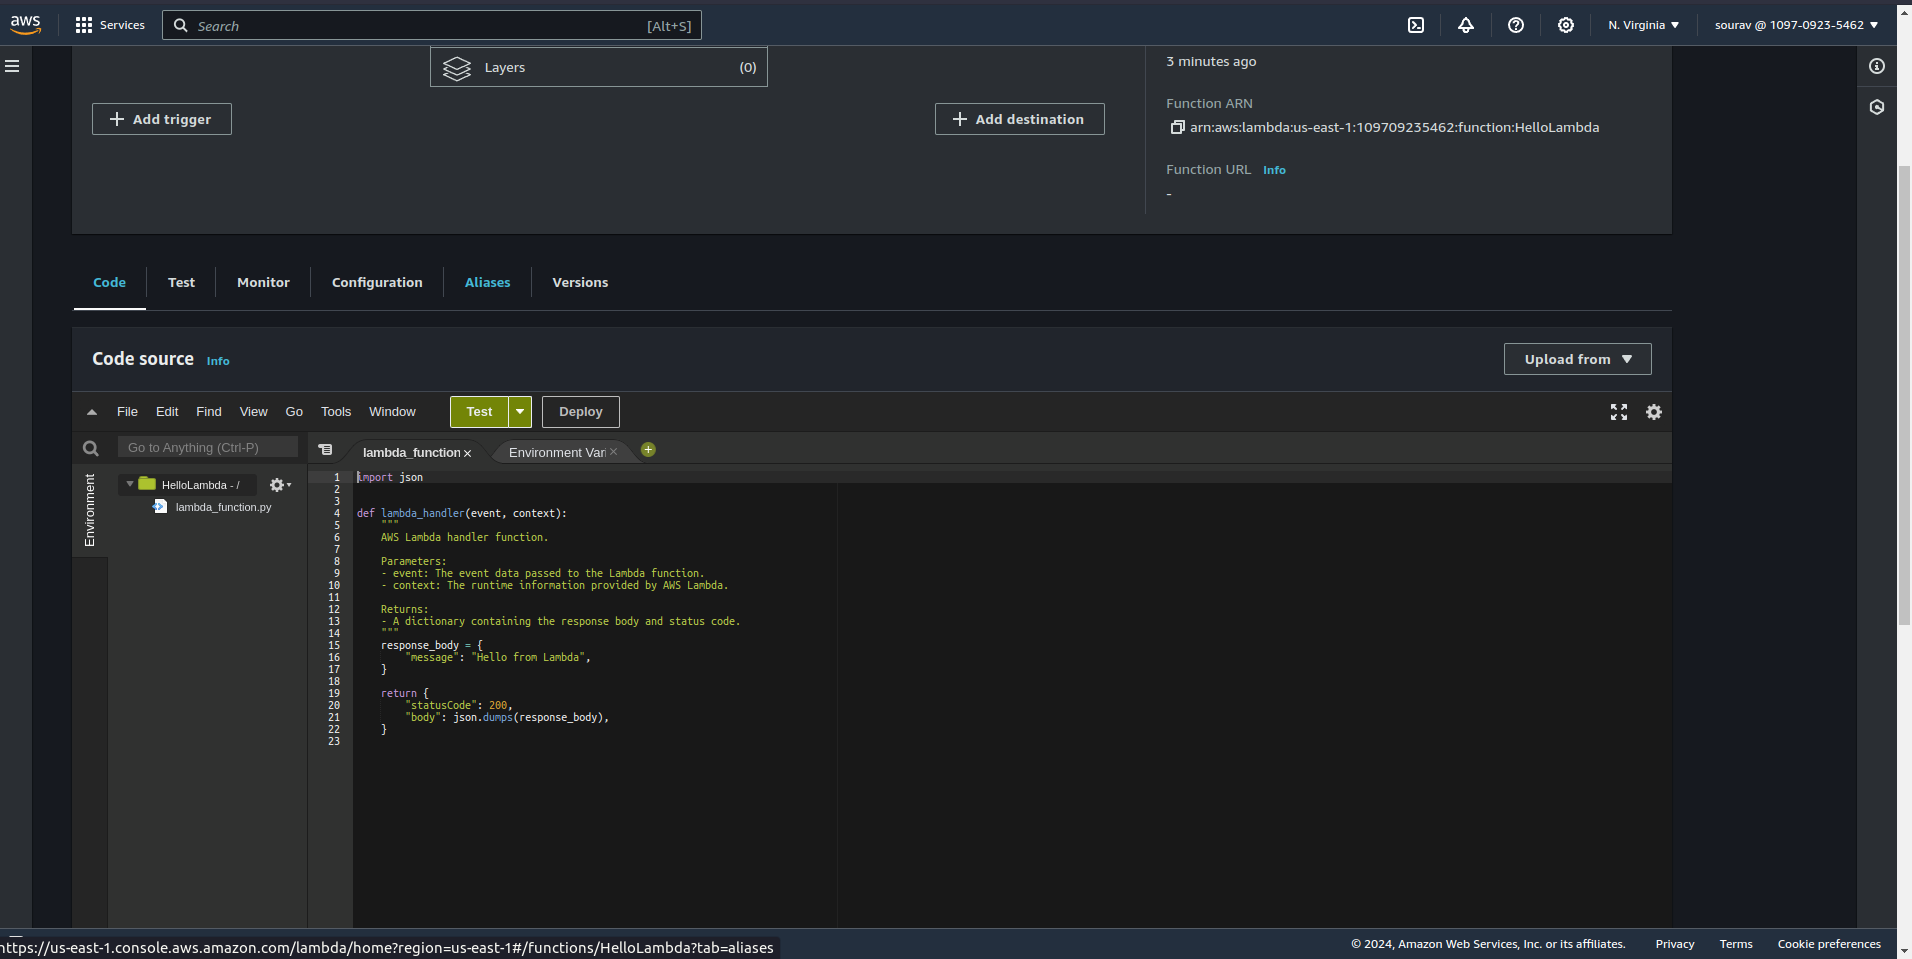 aws Services Search [Alt+S] N. Virginia sourav @ 1097-0923-5462
Layers (0)
3 minutes ago
Add trigger
Add destination
Function ARN
arn:aws:lambda:us-east-1:109709235462:function:HelloLambda
Function URL Info
-
Code Test Monitor Configuration Aliases Versions
Code source Info
Upload from
File Edit Find View Go Tools Window Test Deploy
Go to Anything (Ctrl-P)
lambda_function × Environment Vari ×
Environment
HelloLambda - /
lambda_function.py
1 import json
2
3
4 def lambda_handler(event, context):
5 """
6 AWS Lambda handler function.
7
8 Parameters:
9 - event: The event data passed to the Lambda function.
10 - context: The runtime information provided by AWS Lambda.
11
12 Returns:
13 - A dictionary containing the response body and status code.
14 """
15 response_body = {
16 "message": "Hello from Lambda",
17 }
18
19 return {
20 "statusCode": 200,
21 "body": json.dumps(response_body),
22 }
23
https://us-east-1.console.aws.amazon.com/lambda/home?region=us-east-1#/functions/HelloLambda?tab=aliases
© 2024, Amazon Web Services, Inc. or its affiliates. Privacy Terms Cookie preferences